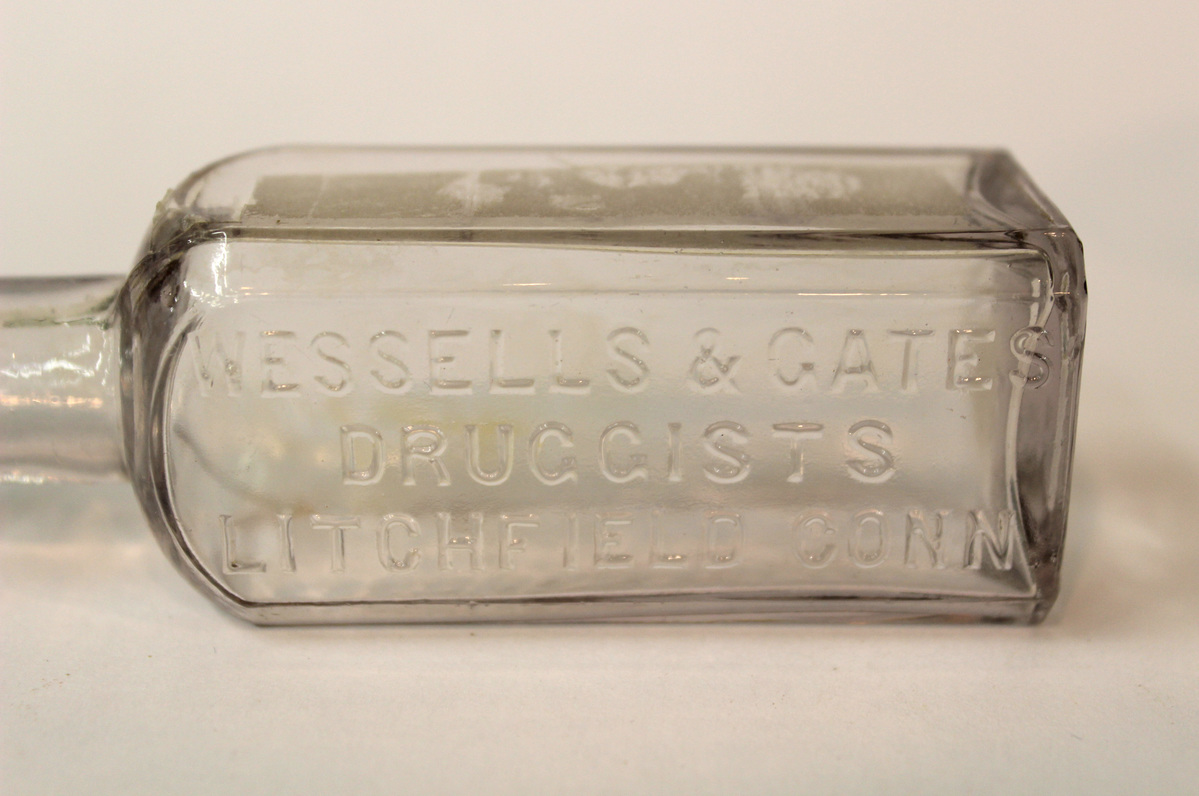 WESSELLS & GATES
DRUGGISTS
LITCHFIELD CONN